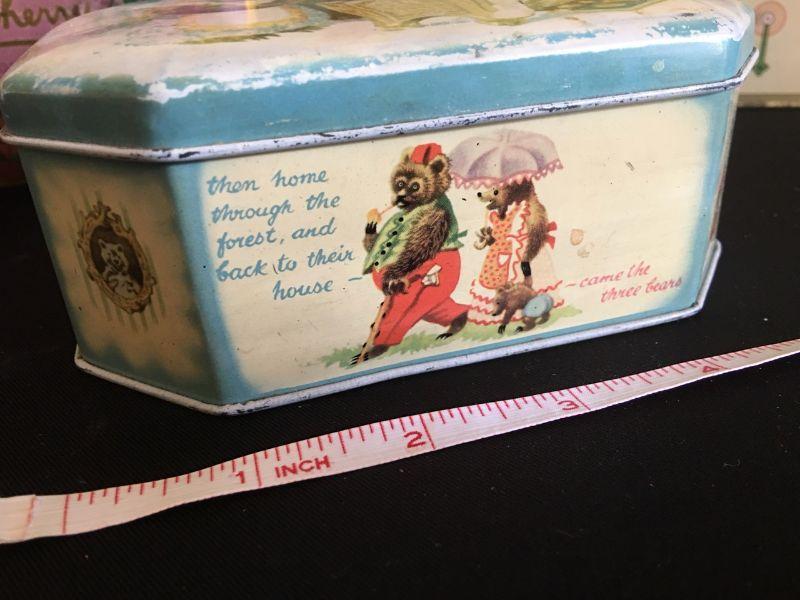 herry
then home
through the
forest, and
back to their
house ~
~ came the
three bears
1 INCH 2 3 4